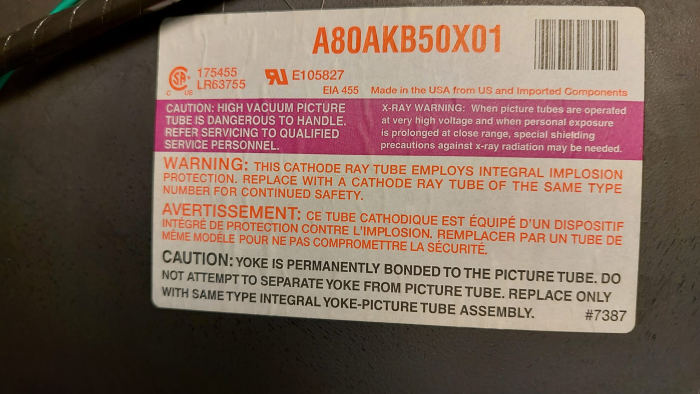 A80AKB50X01
SA
C US
175455
LR63755
RU E105827
EIA 455 Made in the USA from US and Imported Components
CAUTION: HIGH VACUUM PICTURE
TUBE IS DANGEROUS TO HANDLE.
REFER SERVICING TO QUALIFIED
SERVICE PERSONNEL.
X-RAY WARNING: When picture tubes are operated
at very high voltage and when personal exposure
is prolonged at close range, special shielding
precautions against x-ray radiation may be needed.
WARNING: THIS CATHODE RAY TUBE EMPLOYS INTEGRAL IMPLOSION
PROTECTION. REPLACE WITH A CATHODE RAY TUBE OF THE SAME TYPE
NUMBER FOR CONTINUED SAFETY.
AVERTISSEMENT: CE TUBE CATHODIQUE EST ÉQUIPÉ D'UN DISPOSITIF
INTÉGRÉ DE PROTECTION CONTRE L'IMPLOSION. REMPLACER PAR UN TUBE DE
MÊME MODÈLE POUR NE PAS COMPROMETTRE LA SÉCURITÉ.
CAUTION: YOKE IS PERMANENTLY BONDED TO THE PICTURE TUBE. DO
NOT ATTEMPT TO SEPARATE YOKE FROM PICTURE TUBE. REPLACE ONLY
WITH SAME TYPE INTEGRAL YOKE-PICTURE TUBE ASSEMBLY.
#7387